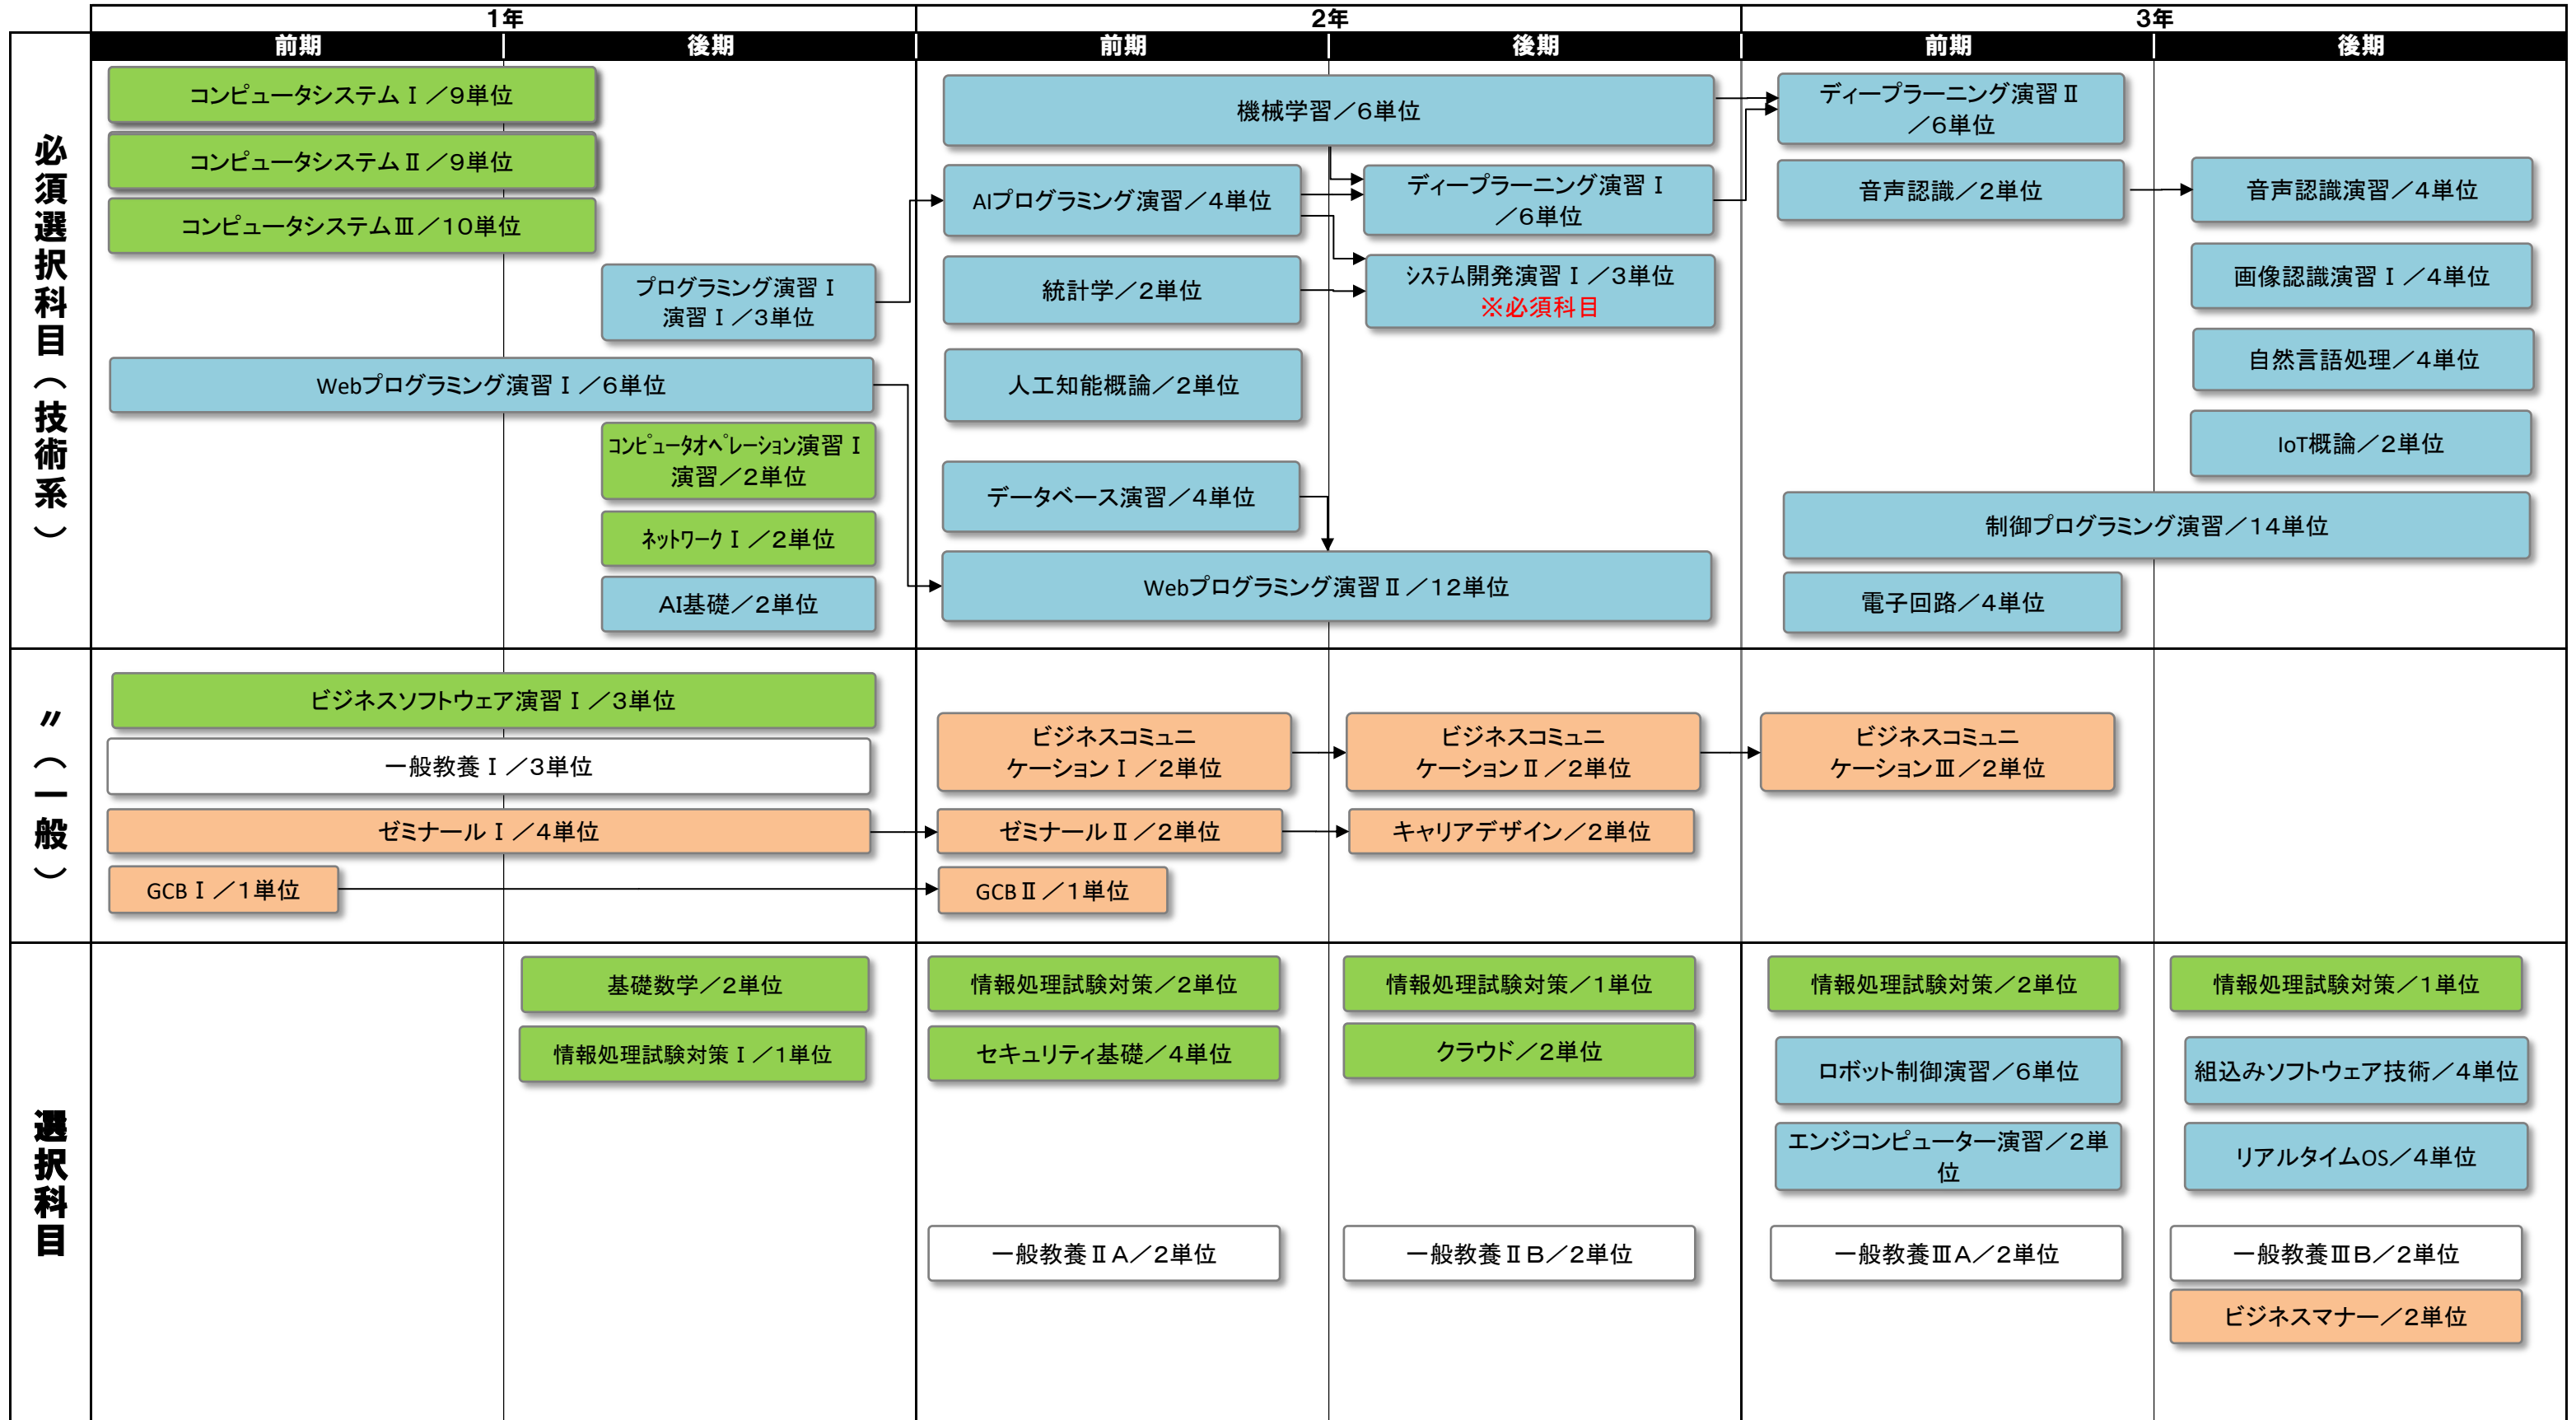 1年
2年
3年
前期
後期
前期
後期
前期
後期
必須選択科目（技術系）
コンピュータシステムⅠ／9単位
コンピュータシステムⅡ／9単位
コンピュータシステムⅢ／10単位
プログラミング演習Ⅰ
演習Ⅰ／3単位
Webプログラミング演習Ⅰ／6単位
コンピュータオペレーション演習Ⅰ
演習／2単位
ネットワークⅠ／2単位
AI基礎／2単位
機械学習／6単位
AIプログラミング演習／4単位
ディープラーニング演習Ⅰ
／6単位
統計学／2単位
システム開発演習Ⅰ／3単位
※必須科目
人工知能概論／2単位
データベース演習／4単位
Webプログラミング演習Ⅱ／12単位
ディープラーニング演習Ⅱ
／6単位
音声認識／2単位
音声認識演習／4単位
画像認識演習Ⅰ／4単位
自然言語処理／4単位
IoT概論／2単位
制御プログラミング演習／14単位
電子回路／4単位
〃（一般）
ビジネスソフトウェア演習Ⅰ／3単位
一般教養Ⅰ／3単位
ゼミナールⅠ／4単位
GCBⅠ／1単位
ビジネスコミュニ
ケーションⅠ／2単位
ビジネスコミュニ
ケーションⅡ／2単位
ビジネスコミュニ
ケーションⅢ／2単位
ゼミナールⅡ／2単位
キャリアデザイン／2単位
GCBⅡ／1単位
選択科目
基礎数学／2単位
情報処理試験対策Ⅰ／1単位
情報処理試験対策／2単位
セキュリティ基礎／4単位
一般教養ⅡA／2単位
情報処理試験対策／1単位
クラウド／2単位
一般教養ⅡB／2単位
情報処理試験対策／2単位
ロボット制御演習／6単位
エンジコンピューター演習／2単
位
一般教養ⅢA／2単位
情報処理試験対策／1単位
組込みソフトウェア技術／4単位
リアルタイムOS／4単位
一般教養ⅢB／2単位
ビジネスマナー／2単位